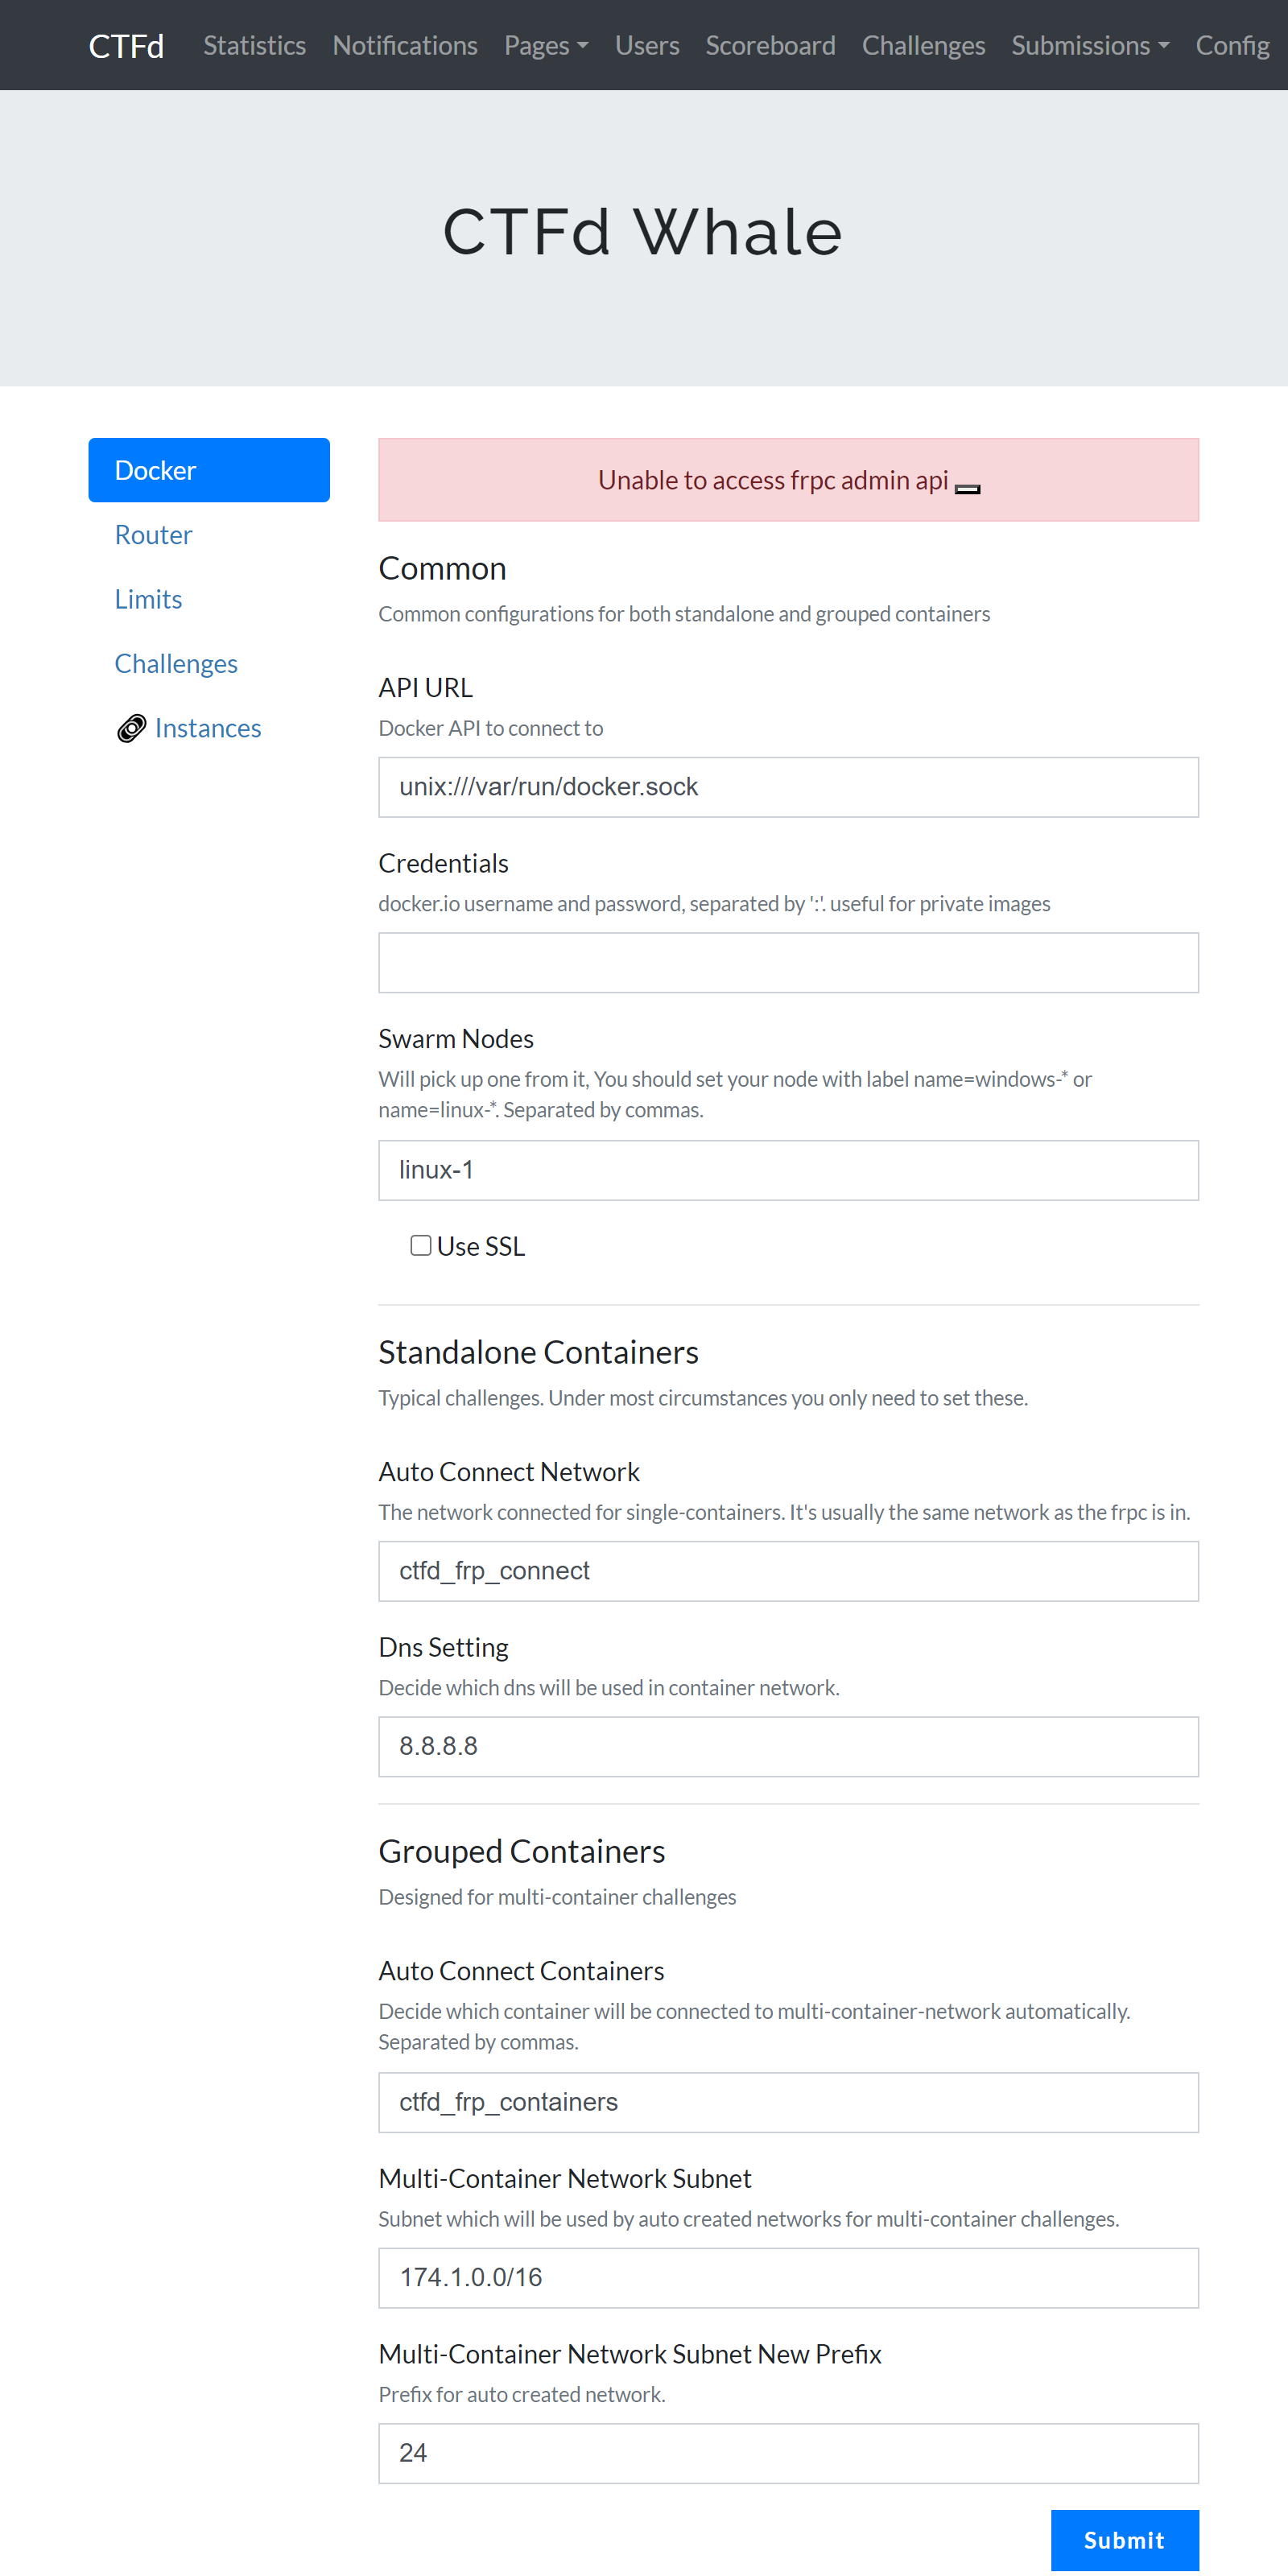 CTFd Statistics Notifications Pages Users Scoreboard Challenges Submissions Config
CTFd Whale
Docker
Router
Limits
Challenges
Instances
Unable to access frpc admin api
Common
Common configurations for both standalone and grouped containers
API URL
Docker API to connect to
unix:///var/run/docker.sock
Credentials
docker.io username and password, separated by ':'. useful for private images
Swarm Nodes
Will pick up one from it, You should set your node with label name=windows-* or
name=linux-*. Separated by commas.
linux-1
Use SSL
Standalone Containers
Typical challenges. Under most circumstances you only need to set these.
Auto Connect Network
The network connected for single-containers. It's usually the same network as the frpc is in.
ctfd_frp_connect
Dns Setting
Decide which dns will be used in container network.
8.8.8.8
Grouped Containers
Designed for multi-container challenges
Auto Connect Containers
Decide which container will be connected to multi-container-network automatically.
Separated by commas.
ctfd_frp_containers
Multi-Container Network Subnet
Subnet which will be used by auto created networks for multi-container challenges.
174.1.0.0/16
Multi-Container Network Subnet New Prefix
Prefix for auto created network.
24
Submit